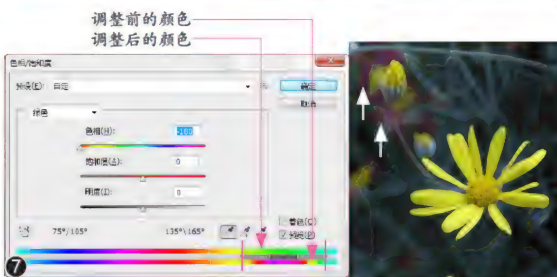 调整前的颜色
调整后的颜色
色相/饱和度
预设(E): 自定
确定
取消
绿色
色相(H): -180
饱和度(A): 0
明度(I): 0
75°/105° 135°\165°
着色(O)
预览(P)
7